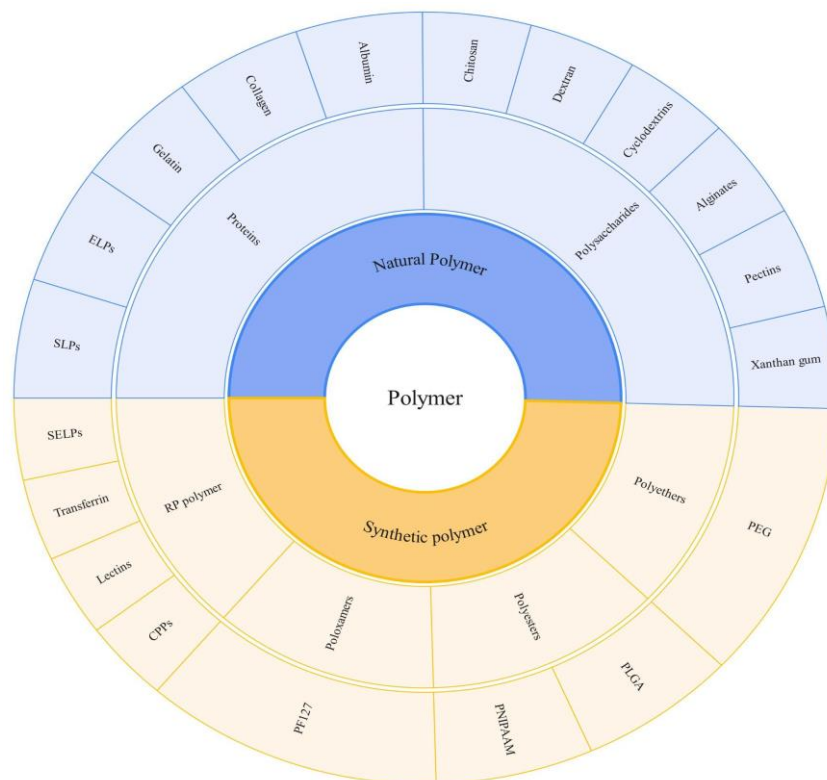 Polymer
Natural Polymer
Synthetic polymer
Proteins
Polysaccharides
Polyethers
Polyesters
Poloxamers
RP polymer
SLPs
ELPs
Gelatin
Collagen
Albumin
Chitosan
Dextran
Cyclodextrins
Alginates
Pectins
Xanthan gum
PEG
PLGA
PNIPAAM
PF127
CPPs
Lectins
Transferrin
SELPs